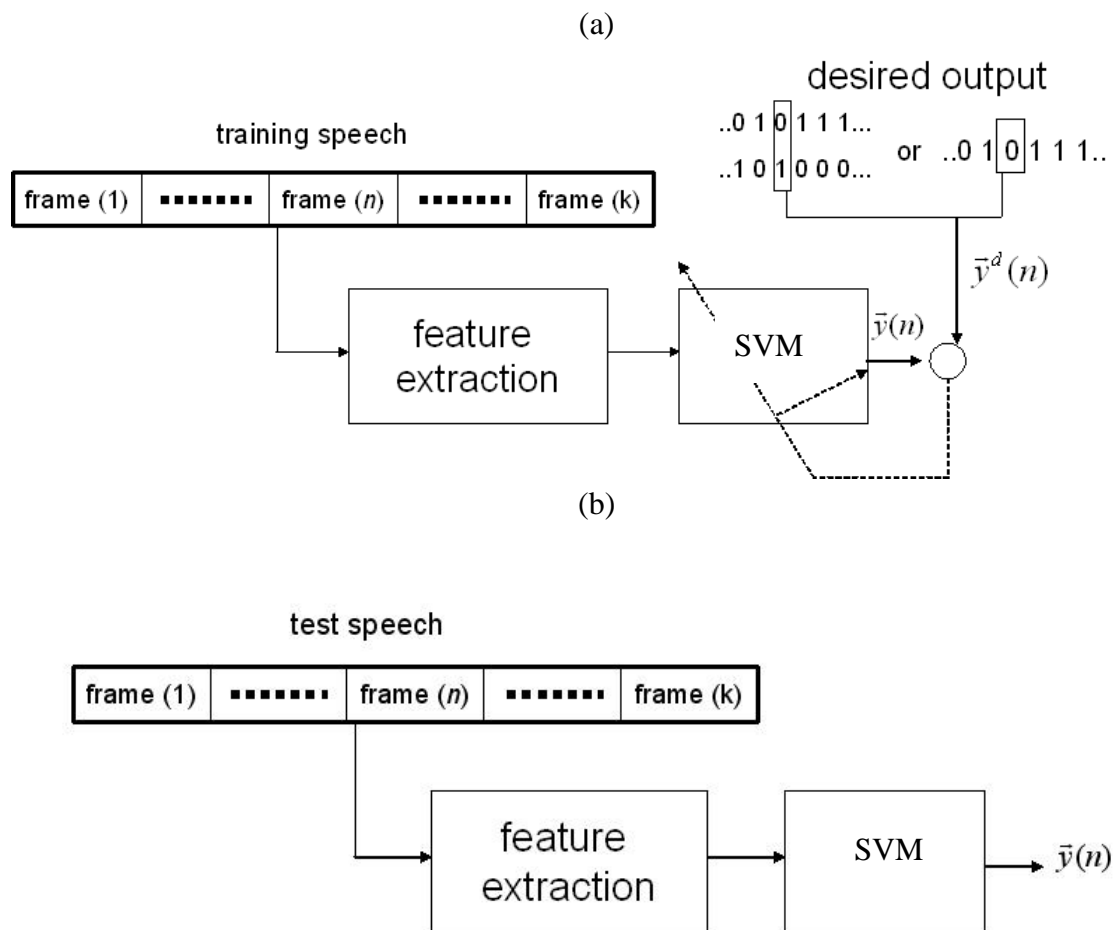 (a)
desired output
training speech
..0 1 0 1 1 1...
..1 0 1 0 0 0...
or
..0 1 0 1 1 1..
frame (1) ▪▪▪▪▪▪▪ frame (n) ▪▪▪▪▪▪▪ frame (k)
feature
extraction
SVM
y⃗(n)
y⃗ᵈ(n)
(b)
test speech
frame (1) ▪▪▪▪▪▪▪ frame (n) ▪▪▪▪▪▪▪ frame (k)
feature
extraction
SVM
y⃗(n)